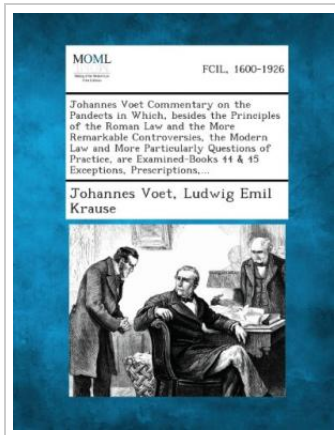 MOML
FCIL, 1600-1926
Johannes Voet Commentary on the
Pandects in Which, besides the Principles
of the Roman Law and the More
Remarkable Controversies, the Modern
Law and More Particularly Questions of
Practice, are Examined-Books 44 & 45
Exceptions, Prescriptions,...
Johannes Voet, Ludwig Emil
Krause